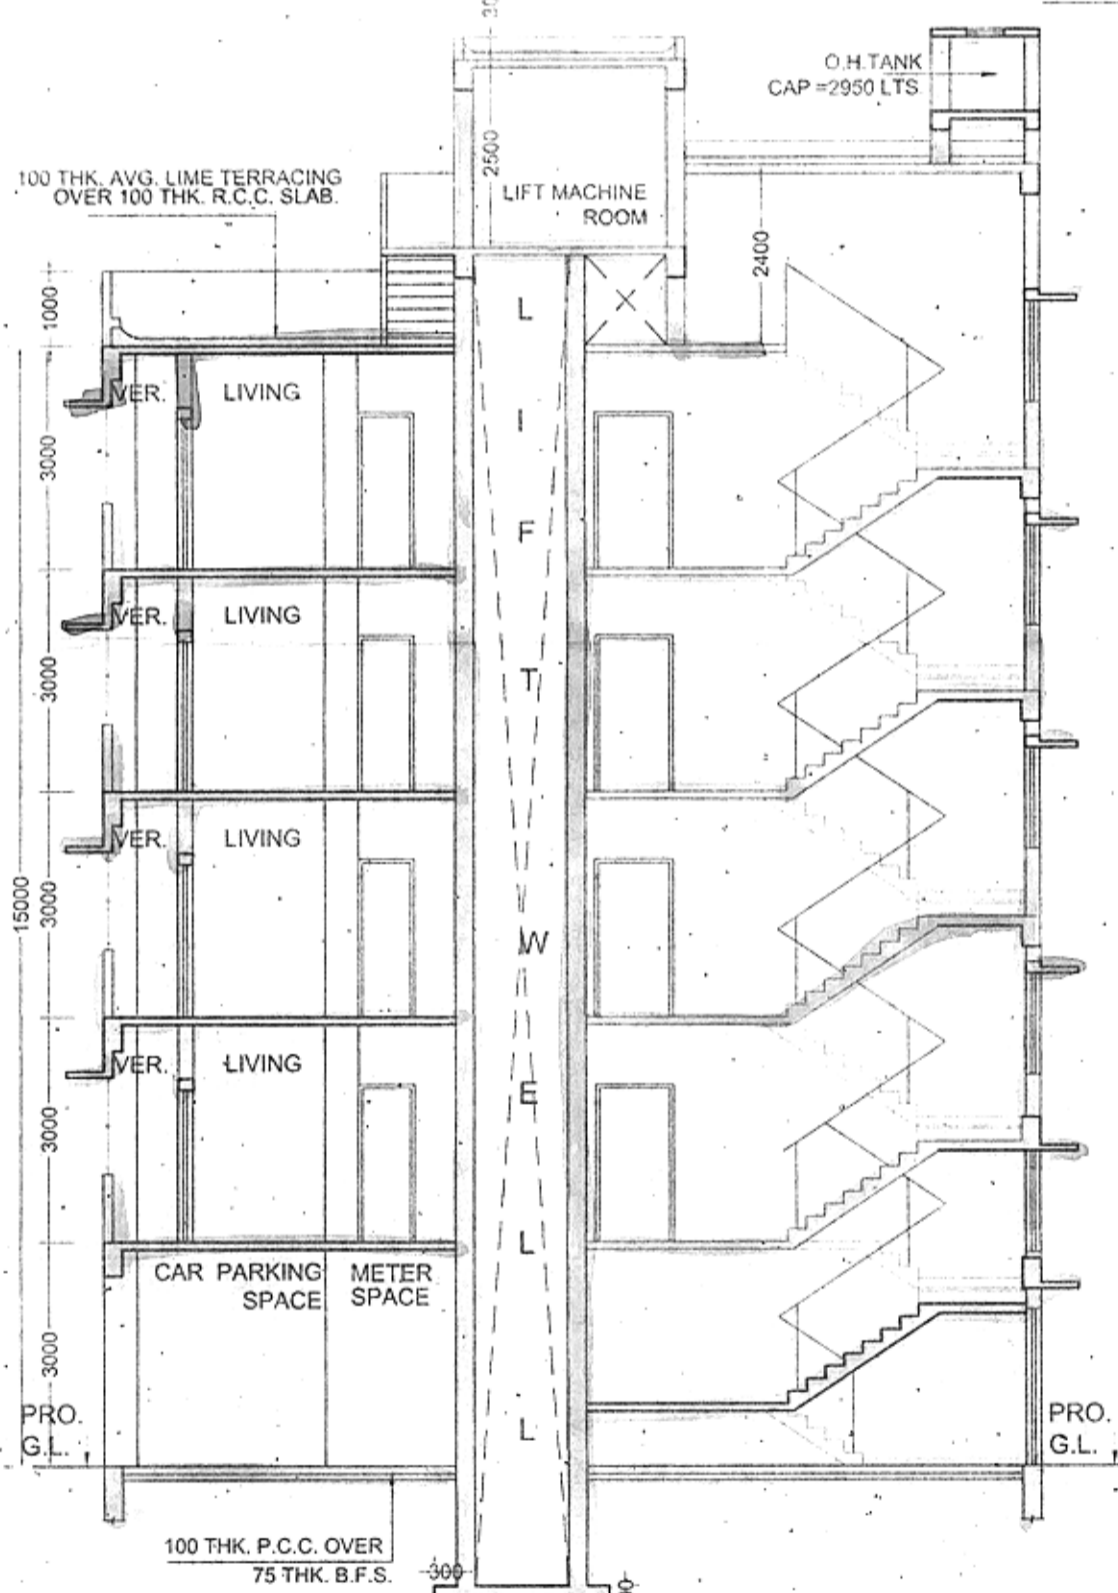 O.H.TANK
CAP =2950 LTS.
100 THK. AVG. LIME TERRACING
OVER 100 THK. R.C.C. SLAB.
2500
LIFT MACHINE
ROOM
2400
1000
L
I
F
T
W
E
L
L
VER. LIVING
3000
VER. LIVING
3000
VER. LIVING
15000
3000
VER. LIVING
3000
CAR PARKING
SPACE
METER
SPACE
3000
PRO.
G.L.
PRO.
G.L.
100 THK. P.C.C. OVER
75 THK. B.F.S.
300